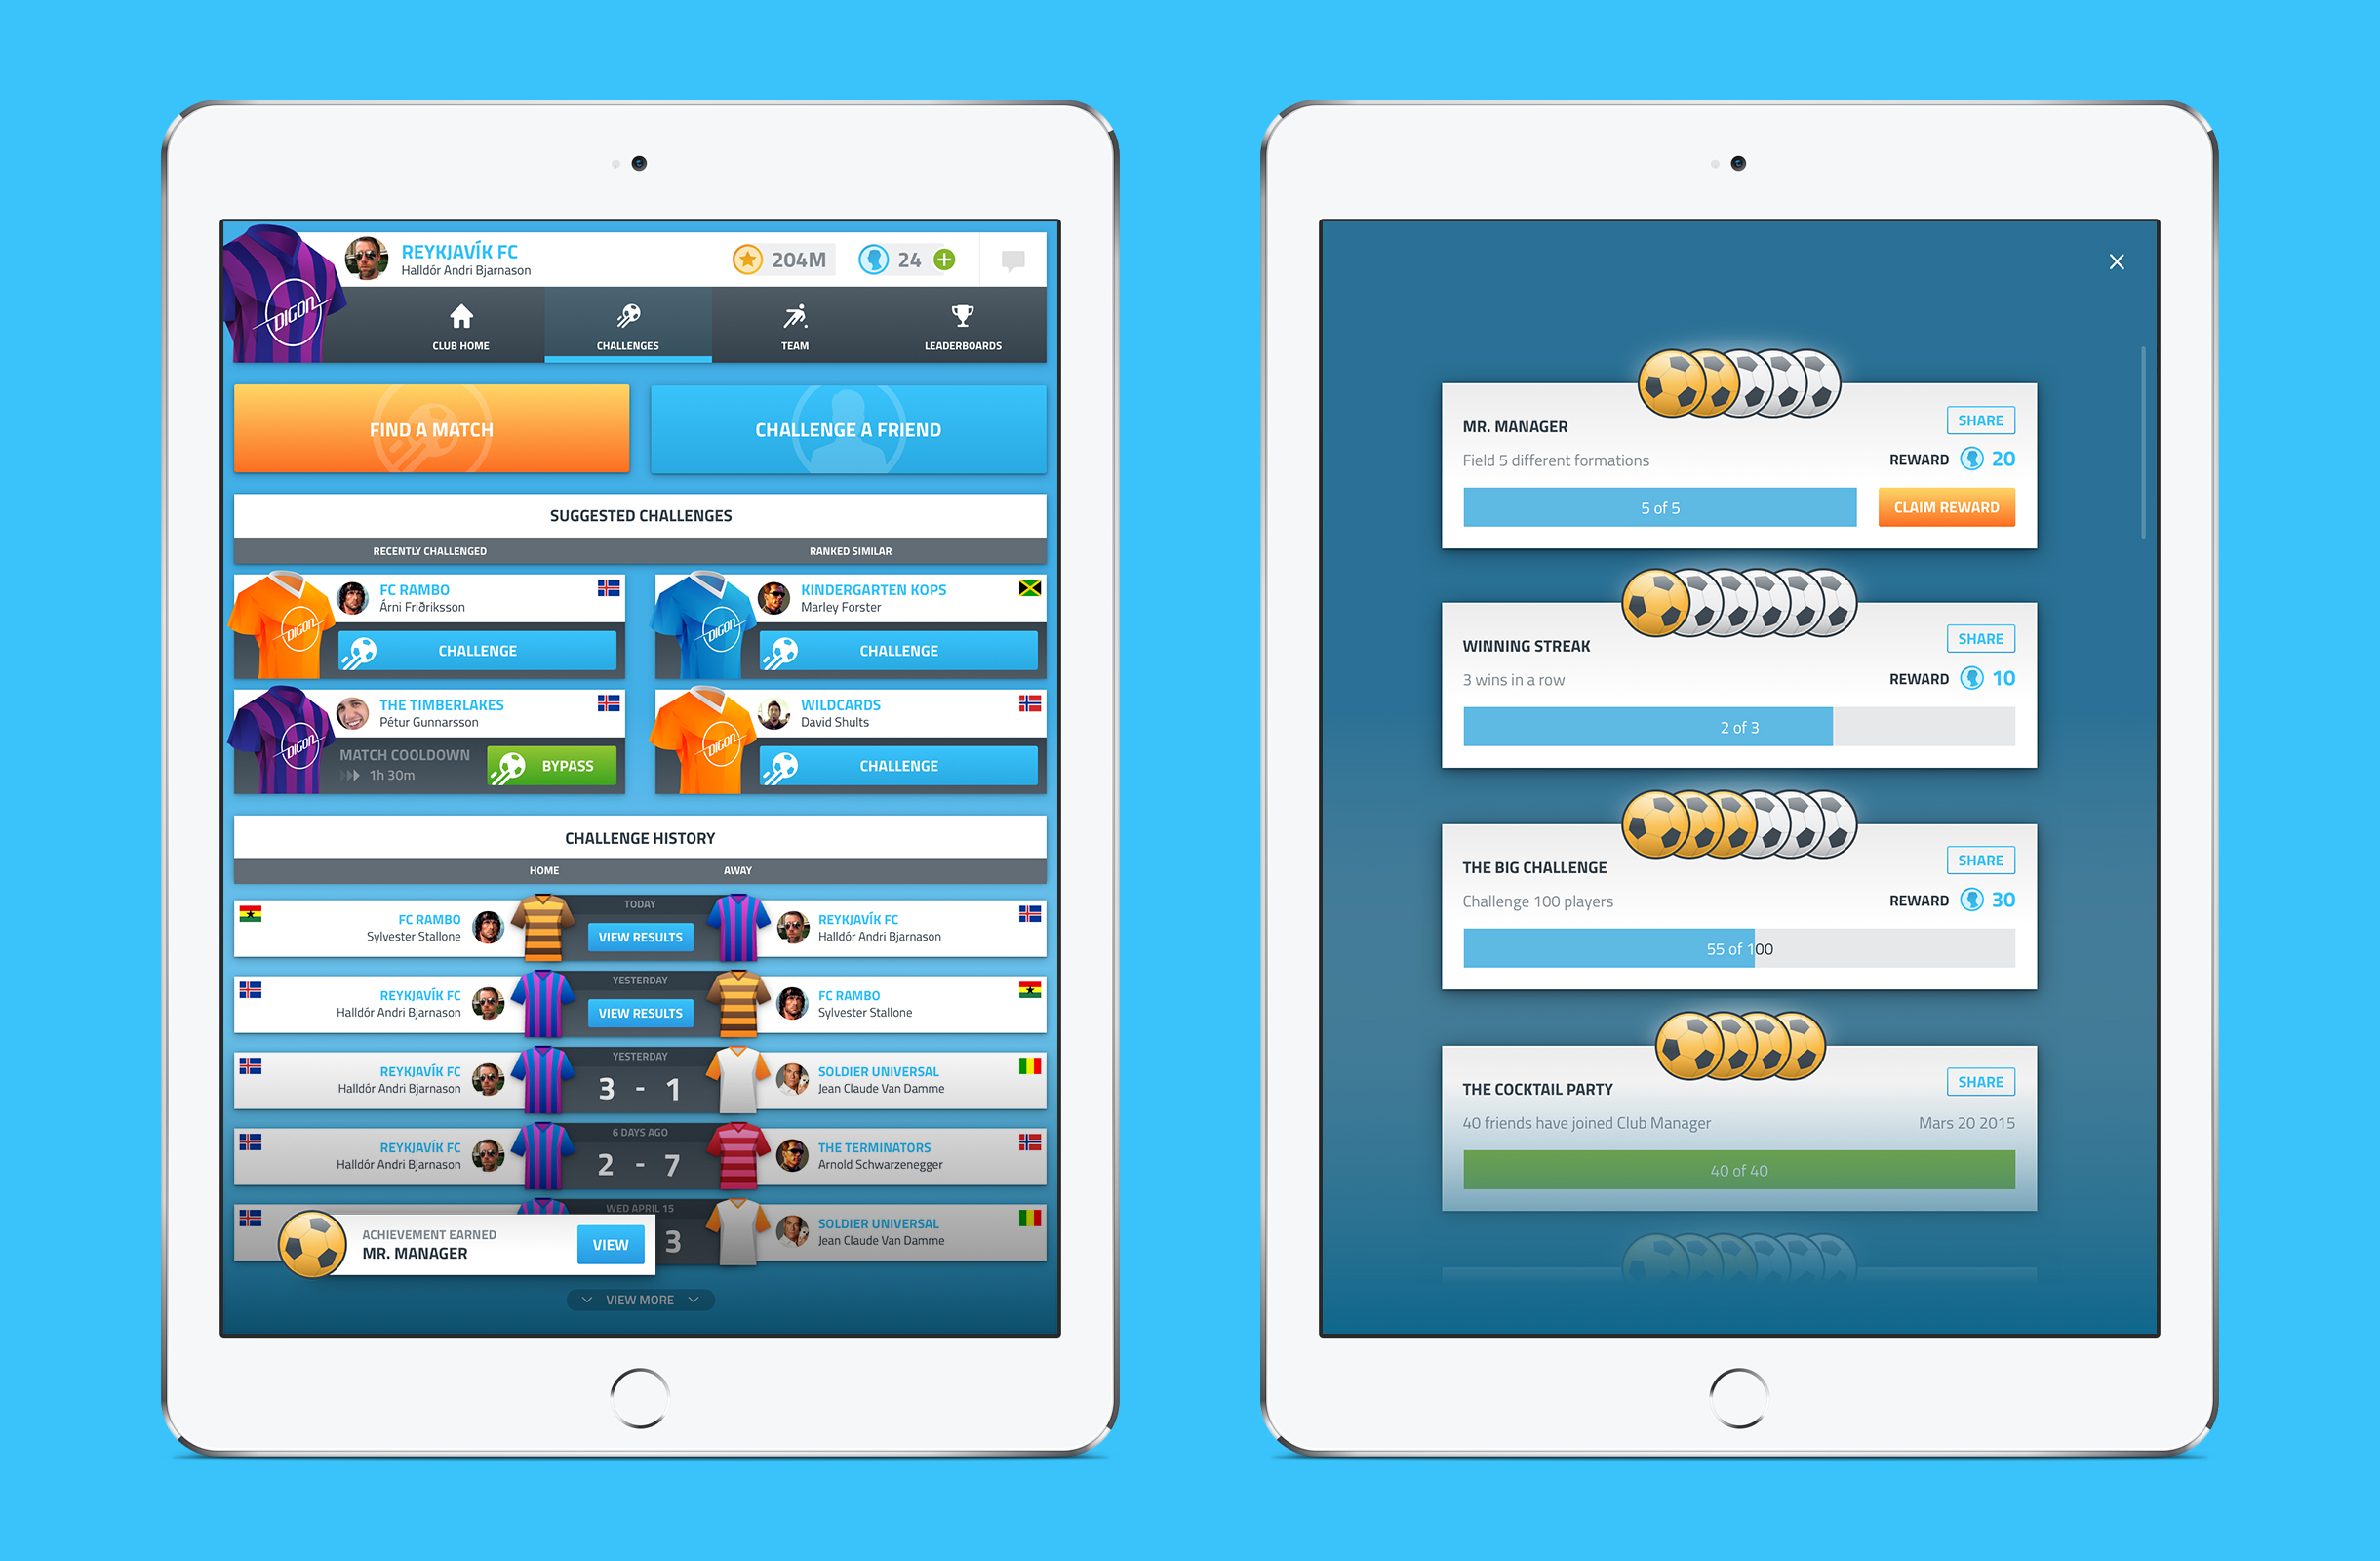 REYKJAVÍK FC
Halldór Andri Bjarnason
204M
24
DIGON
CLUB HOME
CHALLENGES
TEAM
LEADERBOARDS
FIND A MATCH
CHALLENGE A FRIEND
SUGGESTED CHALLENGES
RECENTLY CHALLENGED
RANKED SIMILAR
DIGON
FC RAMBO
Árni Friðriksson
CHALLENGE
DIGON
KINDERGARTEN KOPS
Marley Forster
CHALLENGE
DIGON
THE TIMBERLAKES
Pétur Gunnarsson
MATCH COOLDOWN
1h 30m
BYPASS
DIGON
WILDCARDS
David Shults
CHALLENGE
CHALLENGE HISTORY
HOME
AWAY
FC RAMBO
Sylvester Stallone
TODAY
VIEW RESULTS
REYKJAVÍK FC
Halldór Andri Bjarnason
REYKJAVÍK FC
Halldór Andri Bjarnason
YESTERDAY
VIEW RESULTS
FC RAMBO
Sylvester Stallone
REYKJAVÍK FC
Halldór Andri Bjarnason
YESTERDAY
3 - 1
SOLDIER UNIVERSAL
Jean Claude Van Damme
REYKJAVÍK FC
Halldór Andri Bjarnason
6 DAYS AGO
2 - 7
THE TERMINATORS
Arnold Schwarzenegger
WED APRIL 15
3
SOLDIER UNIVERSAL
Jean Claude Van Damme
ACHIEVEMENT EARNED
MR. MANAGER
VIEW
VIEW MORE
MR. MANAGER
SHARE
Field 5 different formations
REWARD 20
5 of 5
CLAIM REWARD
WINNING STREAK
SHARE
3 wins in a row
REWARD 10
2 of 3
THE BIG CHALLENGE
SHARE
Challenge 100 players
REWARD 30
55 of 100
THE COCKTAIL PARTY
SHARE
40 friends have joined Club Manager
Mars 20 2015
40 of 40